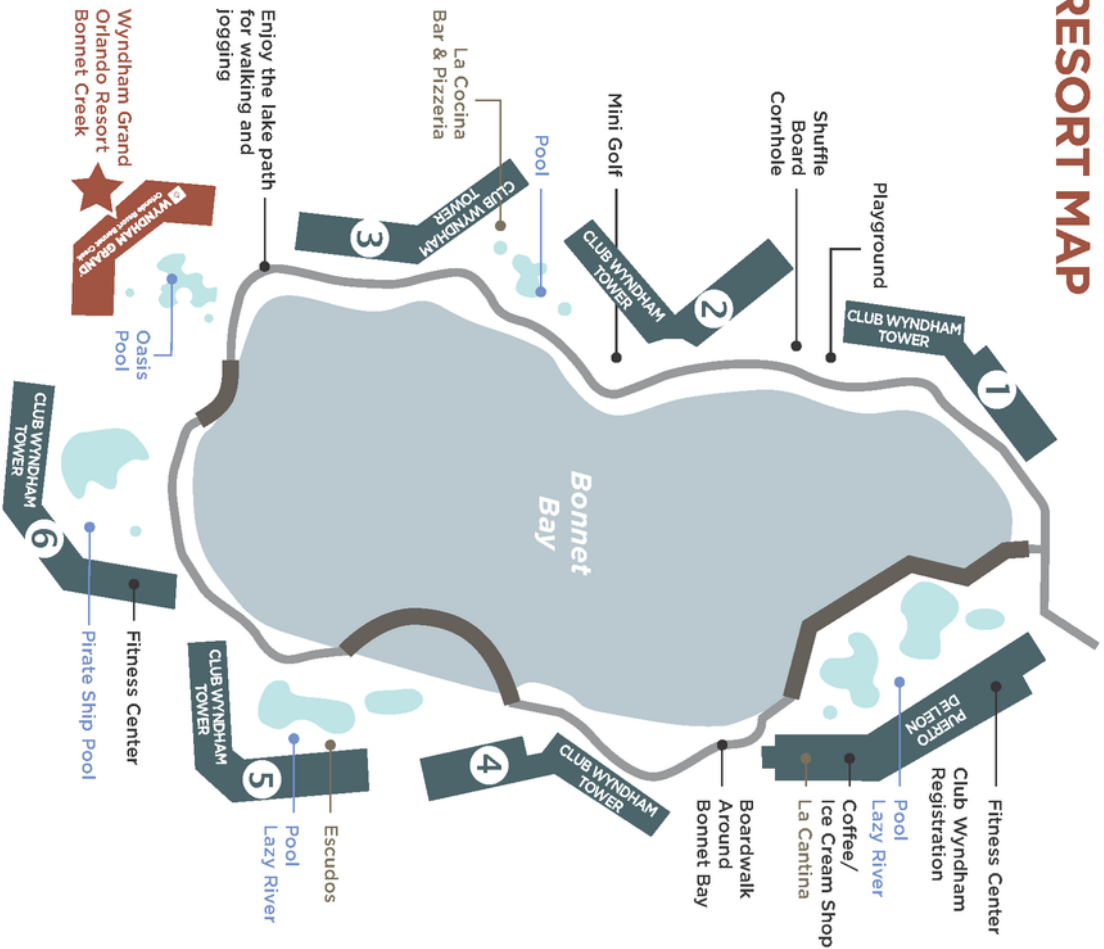 RESORT MAP
Fitness Center
Club Wyndham
Registration
Pool
Lazy River
Coffee/
Ice Cream Shop
La Cantina
PUERTO
DE LEON
1
CLUB WYNDHAM
TOWER
Playground
Shuffle
Board
Cornhole
Boardwalk
Around
Bonnet Bay
2
CLUB WYNDHAM
TOWER
Mini Golf
Bonnet
Bay
CLUB WYNDHAM
TOWER
4
Pool
La Cocina
Bar & Pizzeria
CLUB WYNDHAM
TOWER
3
Escudos
Pool
Lazy River
5
CLUB WYNDHAM
TOWER
Enjoy the lake path
for walking and
jogging
Wyndham Grand
Orlando Resort
Bonnet Creek
WYNDHAM GRAND
Orlando Resort Bonnet Creek
Oasis
Pool
Fitness Center
Pirate Ship Pool
CLUB WYNDHAM
TOWER
6